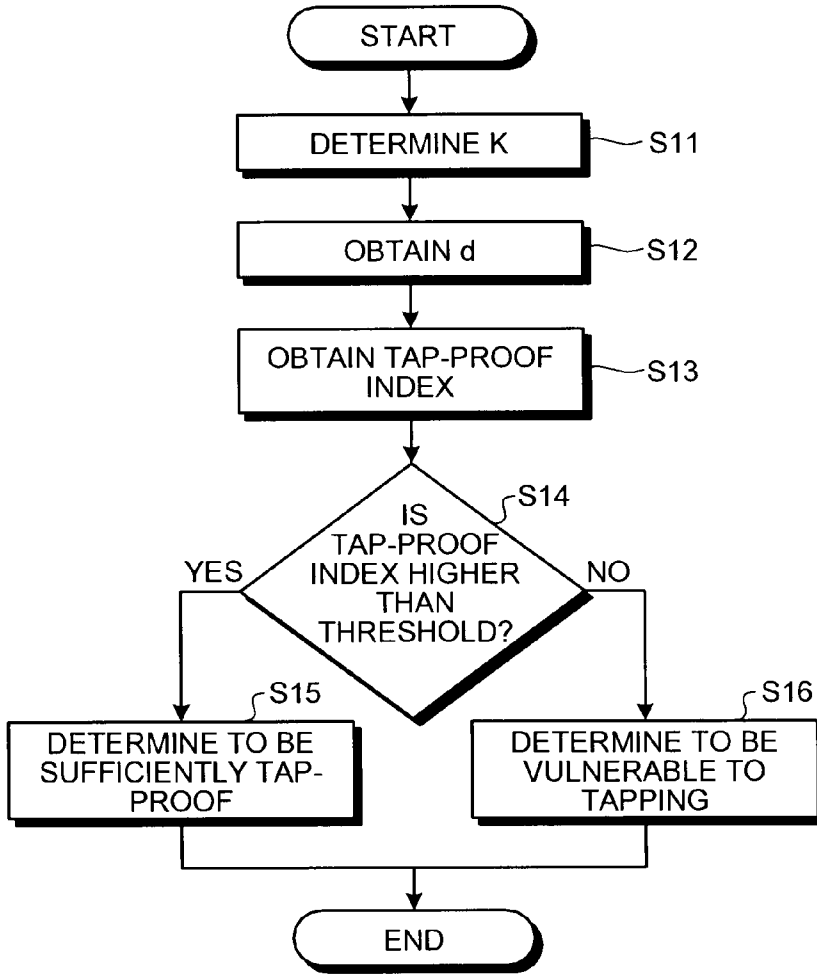 START
DETERMINE K
S11
OBTAIN d
S12
OBTAIN TAP-PROOF
INDEX
S13
S14
IS
TAP-PROOF
INDEX HIGHER
THAN
THRESHOLD?
YES
NO
S15
DETERMINE TO BE
SUFFICIENTLY TAP-
PROOF
S16
DETERMINE TO BE
VULNERABLE TO
TAPPING
END